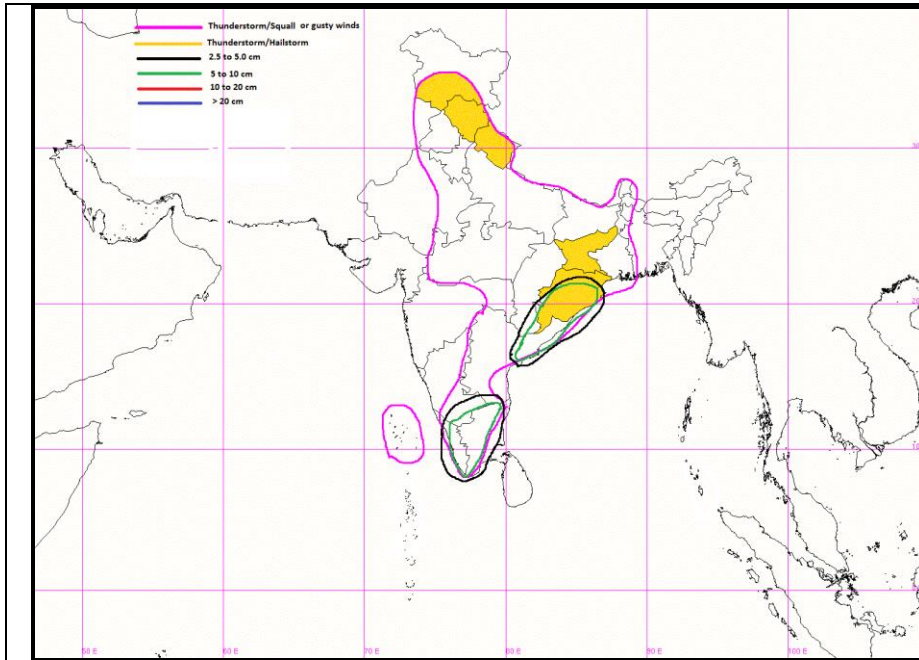 Thunderstorm/Squall or gusty winds
Thunderstorm/Hailstorm
2.5 to 5.0 cm
5 to 10 cm
10 to 20 cm
> 20 cm
50 E
60 E
70 E
80 E
90 E
100 E